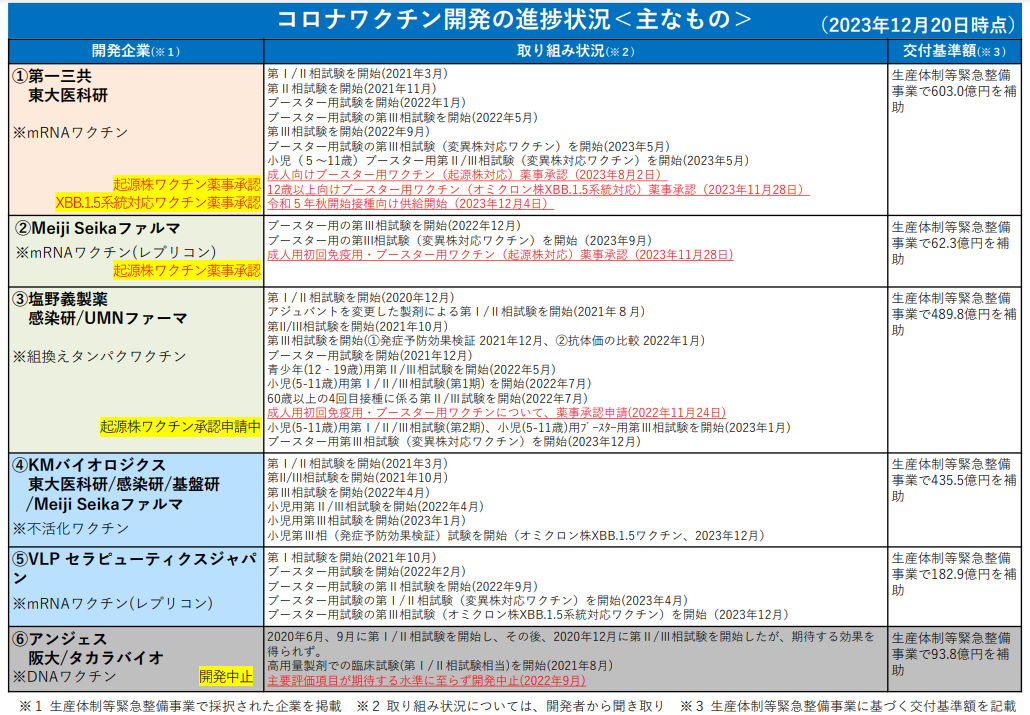 コロナワクチン開発の進捗状況＜主なもの＞
（2023年12月20日時点）
開発企業(※1)
取り組み状況(※2)
交付基準額(※3)
①第一三共
東大医科研
※mRNAワクチン
起源株ワクチン薬事承認
XBB.1.5系統対応ワクチン薬事承認
第Ⅰ/Ⅱ相試験を開始(2021年3月)
第Ⅱ相試験を開始(2021年11月)
ブースター用試験を開始(2022年1月)
ブースター用試験の第Ⅲ相試験を開始(2022年5月)
第Ⅲ相試験を開始(2022年9月)
ブースター用試験の第Ⅲ相試験（変異株対応ワクチン）を開始(2023年5月)
小児（５～11歳）ブースター用第Ⅱ/Ⅲ相試験（変異株対応ワクチン）を開始(2023年5月)
成人向けブースター用ワクチン（起源株対応）薬事承認（2023年8月2日）
12歳以上向けブースター用ワクチン（オミクロン株XBB.1.5系統対応）薬事承認（2023年11月28日）
令和５年秋開始接種向け供給開始（2023年12月4日）
生産体制等緊急整備
事業で603.0億円を補
助
②Meiji Seikaファルマ
※mRNAワクチン(レプリコン)
起源株ワクチン薬事承認
ブースター用の第Ⅲ相試験を開始(2022年12月)
ブースター用の第III相試験（変異株対応ワクチン）を開始（2023年9月)
成人用初回免疫用・ブースター用ワクチン（起源株対応）薬事承認（2023年11月28日)
生産体制等緊急整備
事業で62.3億円を補
助
③塩野義製薬
感染研/UMNファーマ
※組換えタンパクワクチン
起源株ワクチン承認申請中
第Ⅰ/Ⅱ相試験を開始(2020年12月)
アジュバントを変更した製剤による第Ⅰ/Ⅱ相試験を開始(2021年８月)
第II/III相試験を開始(2021年10月)
第Ⅲ相試験を開始(①発症予防効果検証 2021年12月、②抗体価の比較 2022年1月)
ブースター用試験を開始(2021年12月)
青少年(12‐19歳)用第Ⅱ/Ⅲ相試験を開始(2022年5月)
小児(5-11歳)用第Ⅰ/Ⅱ/Ⅲ相試験(第1期) を開始(2022年7月)
60歳以上の4回目接種に係る第Ⅱ/Ⅲ試験を開始(2022年7月)
成人用初回免疫用・ブースター用ワクチンについて、薬事承認申請(2022年11月24日)
小児(5-11歳)用第Ⅰ/Ⅱ/Ⅲ相試験(第2期)、小児(5-11歳)用ﾌﾞｰｽﾀｰ用第Ⅲ相試験を開始(2023年1月)
ブースター用第Ⅲ相試験（変異株対応ワクチン）を開始(2023年12月)
生産体制等緊急整備
事業で489.8億円を補
助
④KMバイオロジクス
東大医科研/感染研/基盤研
/Meiji Seikaファルマ
※不活化ワクチン
第Ⅰ/Ⅱ相試験を開始(2021年3月)
第II/III相試験を開始(2021年10月)
第Ⅲ相試験を開始(2022年4月)
小児用第Ⅱ/Ⅲ相試験を開始(2022年4月)
小児用第Ⅲ相試験を開始(2023年1月)
小児第Ⅲ相（発症予防効果検証）試験を開始（オミクロン株XBB.1.5ワクチン、2023年12月）
生産体制等緊急整備
事業で435.5億円を補
助
⑤VLP セラピューティクスジャパ
ン
※mRNAワクチン(レプリコン)
第Ⅰ相試験を開始(2021年10月)
ブースター用試験を開始(2022年2月)
ブースター用試験の第Ⅱ相試験を開始(2022年9月)
ブースター用試験の第Ⅰ/Ⅱ相試験（変異株対応ワクチン）を開始(2023年4月)
ブースター用試験の第Ⅲ相試験（オミクロン株XBB.1.5系統対応ワクチン）を開始（2023年12月）
生産体制等緊急整備
事業で182.9億円を補
助
⑥アンジェス
阪大/タカラバイオ
※DNAワクチン
開発中止
2020年6月、9月に第Ⅰ/Ⅱ相試験を開始し、その後、2020年12月に第Ⅱ/Ⅲ相試験を開始したが、期待する効果を
得られず。
高用量製剤での臨床試験(第Ⅰ/Ⅱ相試験相当)を開始(2021年8月)
主要評価項目が期待する水準に至らず開発中止(2022年9月)
生産体制等緊急整備
事業で93.8億円を補
助
※１ 生産体制等緊急整備事業で採択された企業を掲載　※２ 取り組み状況については、開発者から聞き取り　※３ 生産体制等緊急整備事業に基づく交付基準額を記載